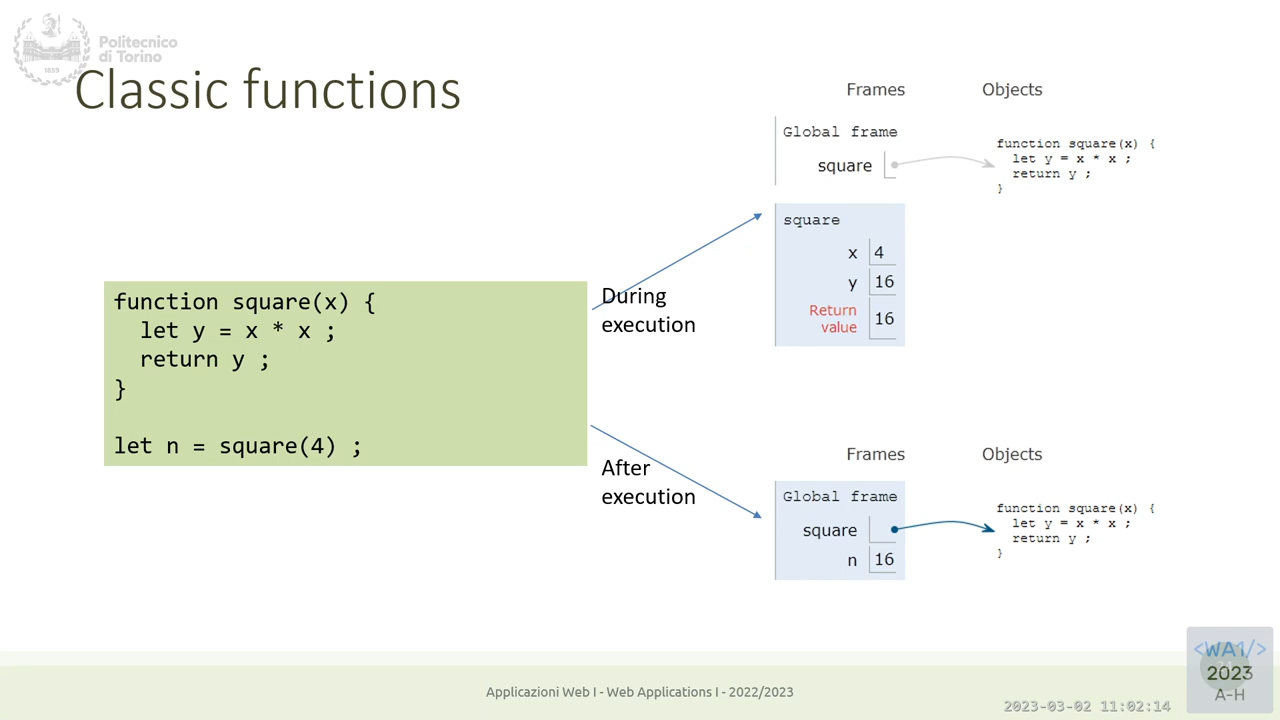 Politecnico
di Torino
1859
Classic functions
function square(x) {
let y = x * x ;
return y ;
}
let n = square(4) ;
During
execution
After
execution
Frames Objects
Global frame
square
function square(x) {
let y = x * x ;
return y ;
}
square
x 4
y 16
Return
value 16
Frames Objects
Global frame
square
n 16
function square(x) {
let y = x * x ;
return y ;
}
Applicazioni Web I - Web Applications I - 2022/2023
<WA1/>
2023
A-H
2023-03-02 11:02:14